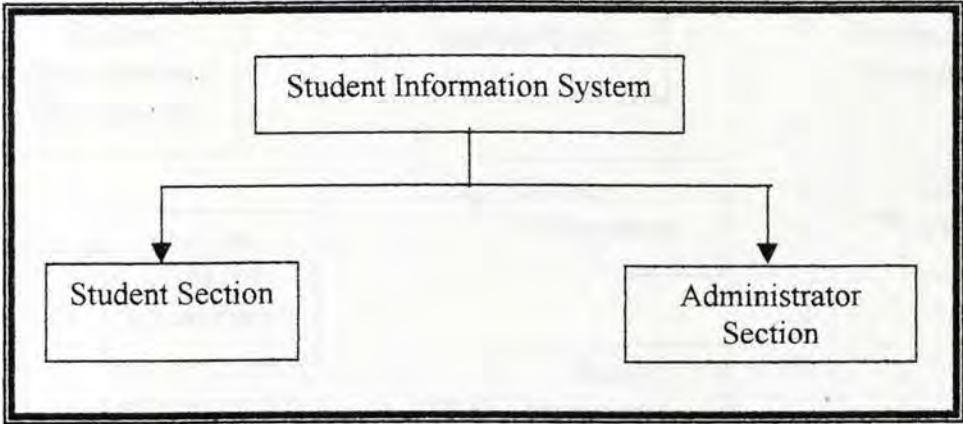 Student Information System
Student Section
Administrator
Section